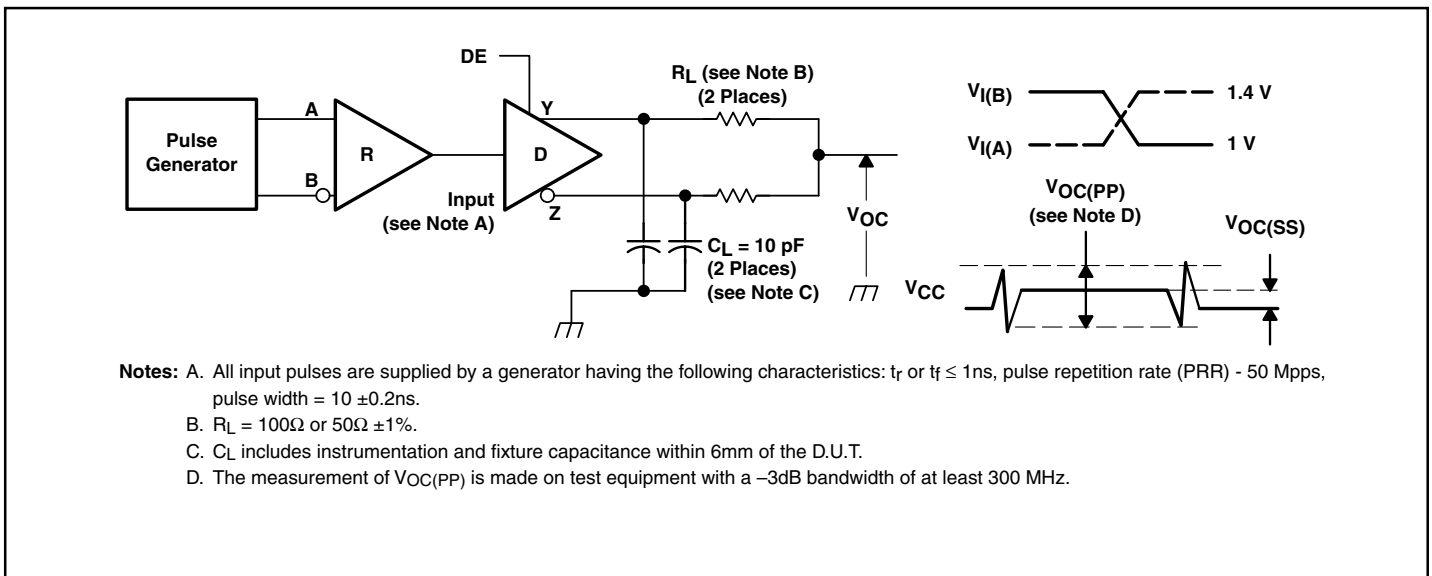 DE
Y
RL (see Note B)
(2 Places)
Pulse
Generator
A
B
R
D
Input
(see Note A)
Z
CL = 10 pF
(2 Places)
(see Note C)
VOC
VI(B)
VI(A)
1.4 V
1 V
VOC(PP)
(see Note D)
VOC(SS)
VCC
Notes: A. All input pulses are supplied by a generator having the following characteristics: tr or tf ≤ 1ns, pulse repetition rate (PRR) - 50 Mpps,
pulse width = 10 ±0.2ns.
B. RL = 100Ω or 50Ω ±1%.
C. CL includes instrumentation and fixture capacitance within 6mm of the D.U.T.
D. The measurement of VOC(PP) is made on test equipment with a –3dB bandwidth of at least 300 MHz.